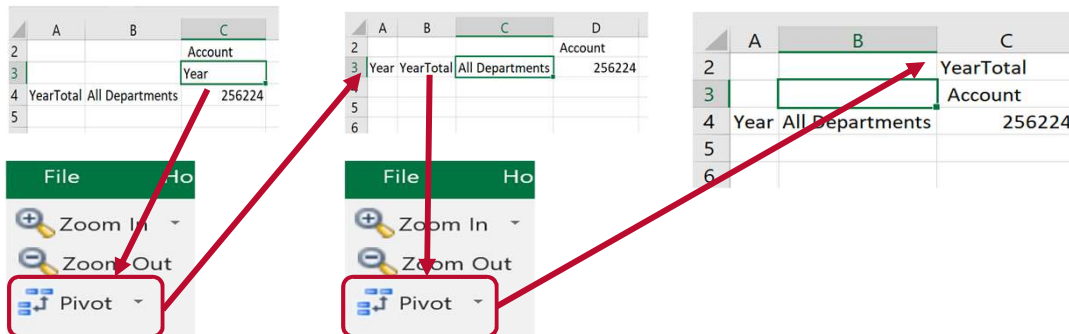 A B C
2 Account
3 Year
4 YearTotal All Departments 256224
5
File Ho
Zoom In
Zoom Out
Pivot
A B C D
2 Account
3 Year YearTotal All Departments 256224
4
5
6
File Ho
Zoom In
Zoom Out
Pivot
A B C
2 YearTotal
3 Account
4 Year All Departments 256224
5
6